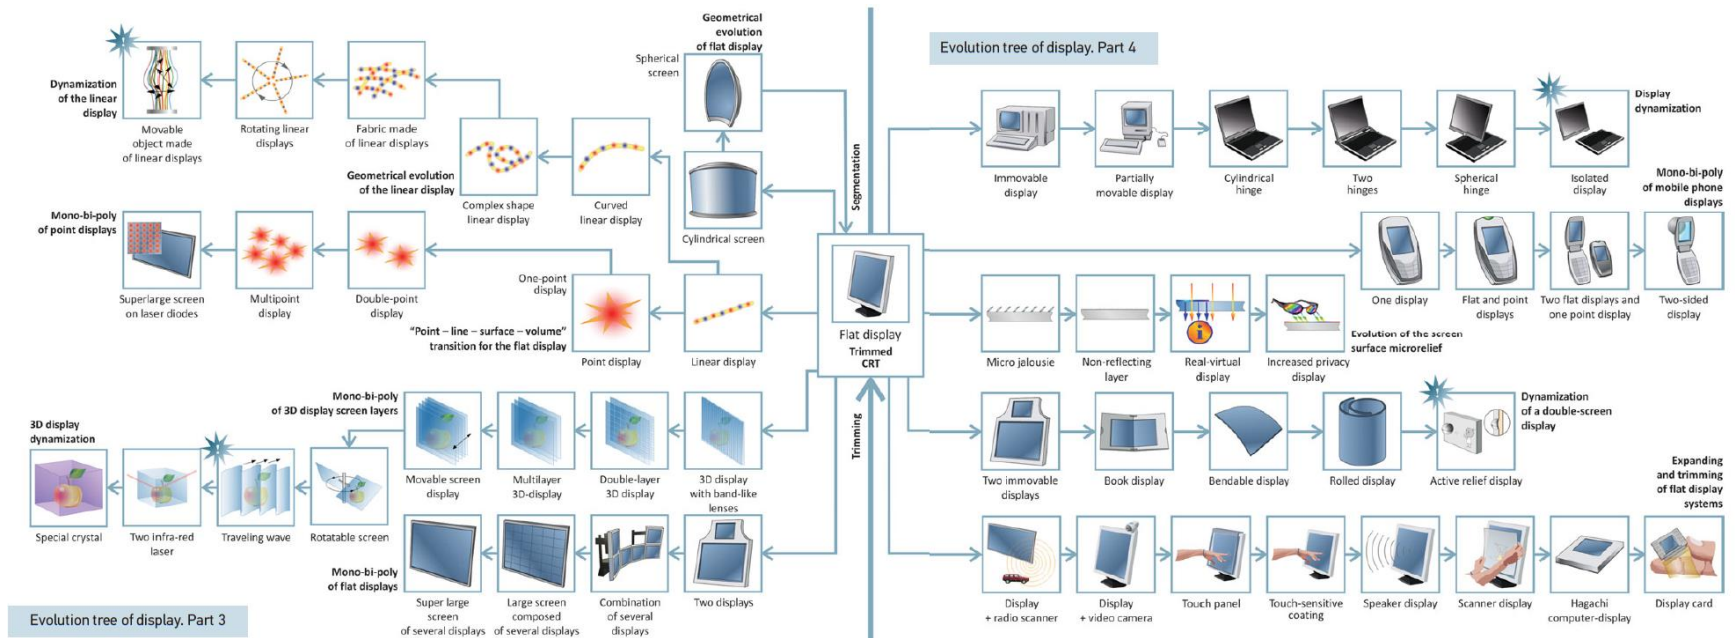 Geometrical
evolution
of flat display
Spherical
screen
Cylindrical screen
Dynamization
of the linear
display
Movable
object made
of linear displays
Rotating linear
displays
Fabric made
of linear displays
Geometrical evolution
of the linear display
Complex shape
linear display
Curved
linear display
Mono-bi-poly
of point displays
Superlarge screen
on laser diodes
Multipoint
display
Double-point
display
One-point
display
"Point – line – surface – volume"
transition for the flat display
Point display
Linear display
Segmentation
Flat display
Trimmed
CRT
Trimming
Mono-bi-poly
of 3D display screen layers
3D display
dynamization
Movable screen
display
Multilayer
3D-display
Double-layer
3D display
3D display
with band-like
lenses
Special crystal
Two infra-red
laser
Traveling wave
Rotatable screen
Mono-bi-poly
of flat displays
Super large
screen
of several displays
Large screen
composed
of several displays
Combination
of several
displays
Two displays
Evolution tree of display. Part 3
Evolution tree of display. Part 4
Display
dynamization
Immovable
display
Partially
movable display
Cylindrical
hinge
Two
hinges
Spherical
hinge
Isolated
display
Mono-bi-poly
of mobile phone
displays
One display
Flat and point
displays
Two flat displays and
one point display
Two-sided
display
i
Micro jalousie
Non-reflecting
layer
Real-virtual
display
Increased privacy
display
Evolution of the screen
surface microrelief
Dynamization
of a double-screen
display
Two immovable
displays
Book display
Bendable display
Rolled display
Active relief display
Expanding
and trimming
of flat display
systems
Display
+ radio scanner
Display
+ video camera
Touch panel
Touch-sensitive
coating
Speaker display
Scanner display
Hagachi
computer-display
Display card